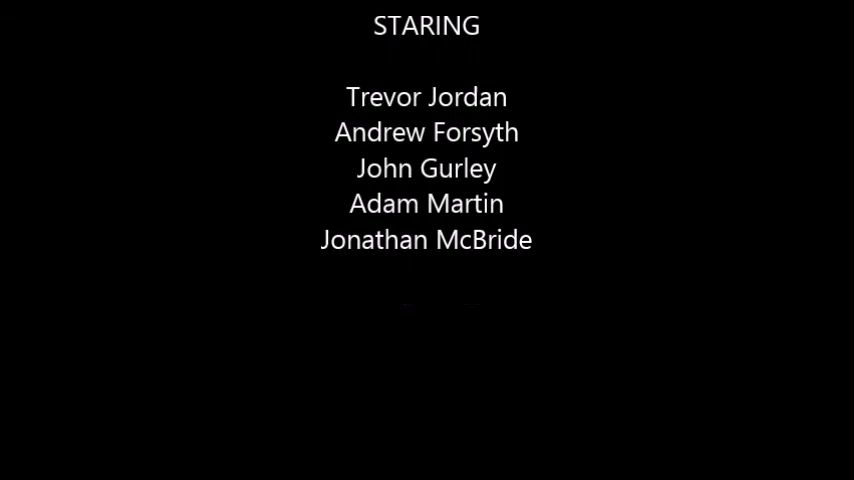 STARING
Trevor Jordan
Andrew Forsyth
John Gurley
Adam Martin
Jonathan McBride